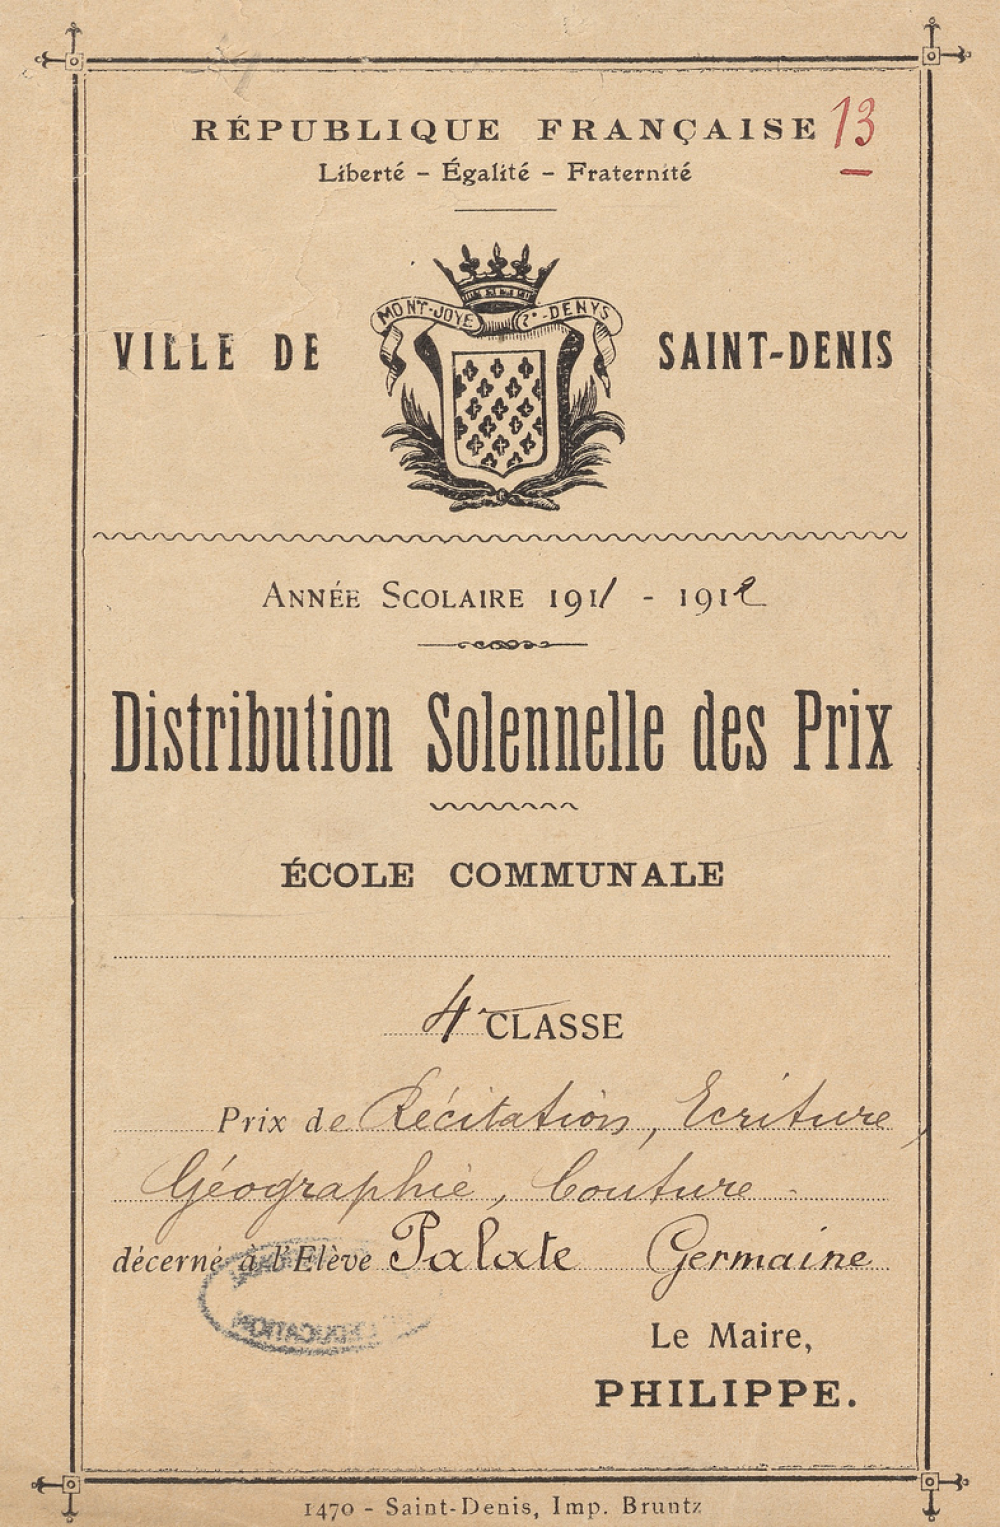 RÉPUBLIQUE FRANÇAISE 13
Liberté – Égalité – Fraternité
MONT-JOYE St-DENYS
VILLE DE SAINT-DENIS
ANNÉE SCOLAIRE 1911 - 1912
Distribution Solennelle des Prix
ÉCOLE COMMUNALE
4e CLASSE
Prix de Récitation, Ecriture,
Géographie, Couture
décerné à l'Elève Palate Germaine
Le Maire,
PHILIPPE.
1470 - Saint-Denis, Imp. Bruntz